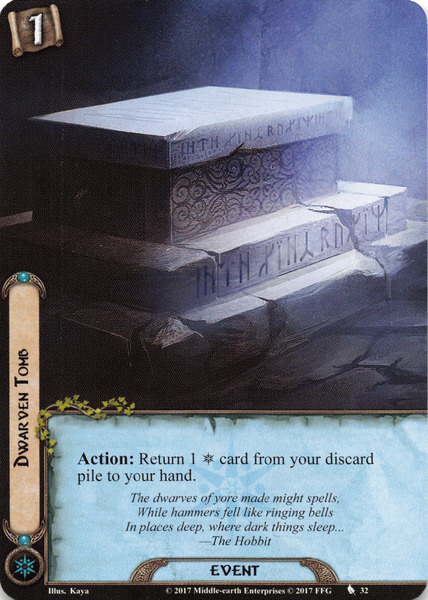 1
DWARVEN TOMB
Action: Return 1 card from your discard
pile to your hand.
The dwarves of yore made might spells,
While hammers fell like ringing bells
In places deep, where dark things sleep...
—The Hobbit
EVENT
Illus. Kaya
© 2017 Middle-earth Enterprises © 2017 FFG
32